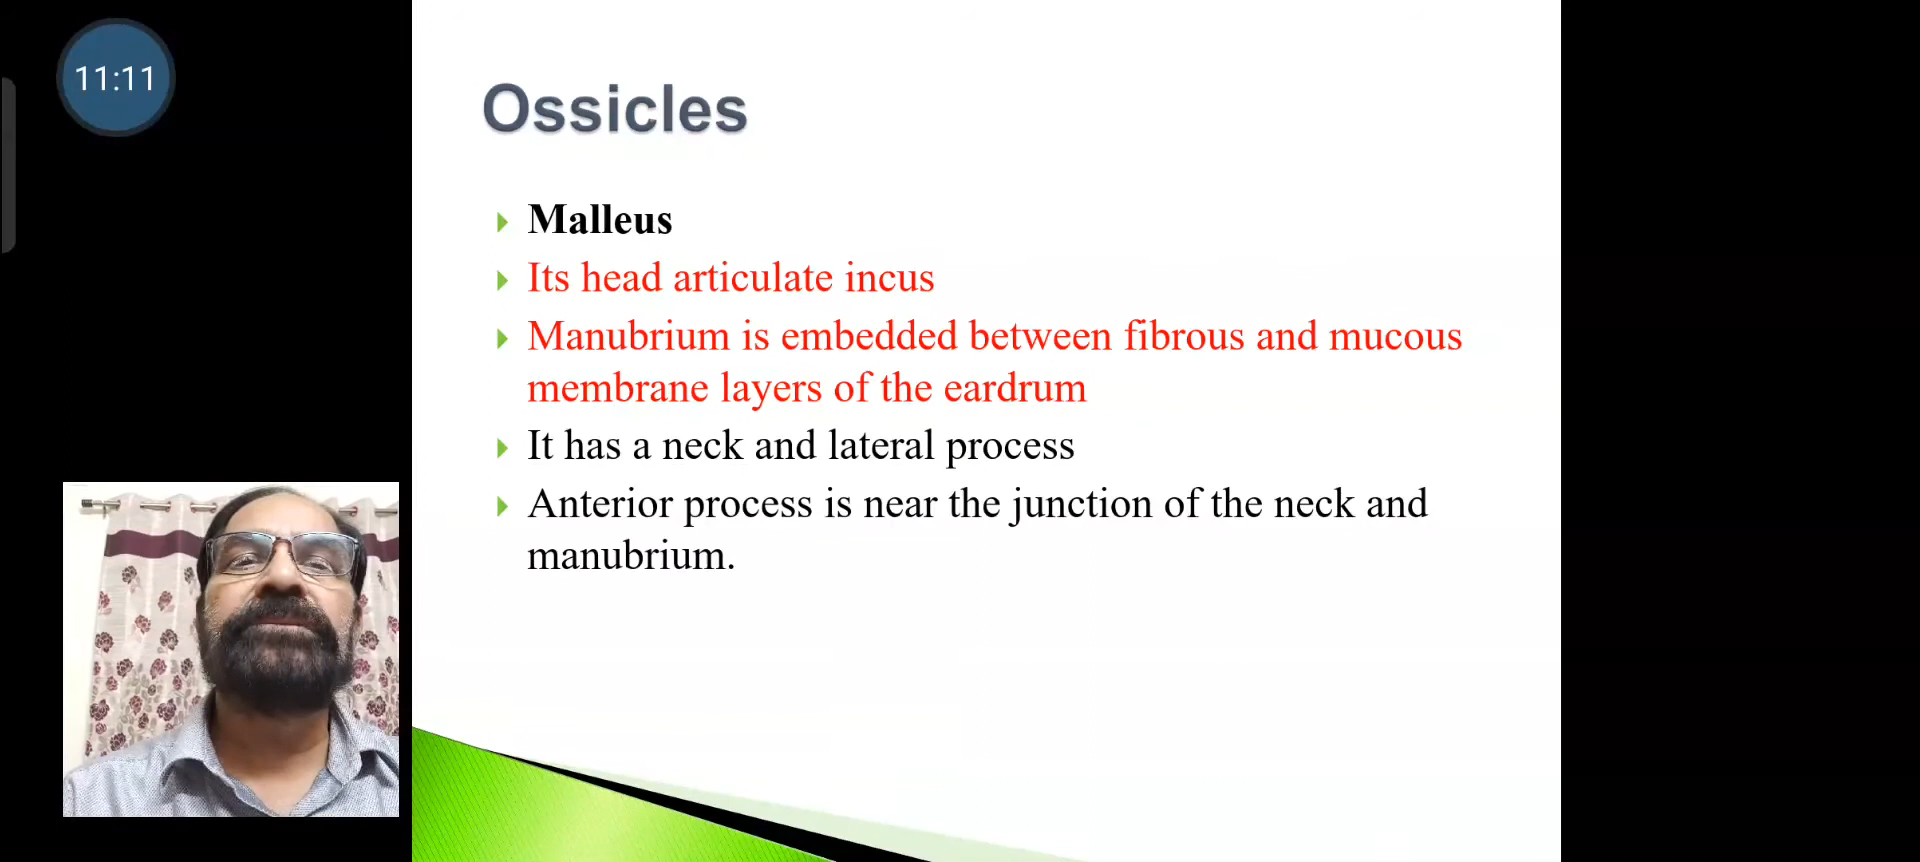 11:11
Ossicles
Malleus
Its head articulate incus
Manubrium is embedded between fibrous and mucous
membrane layers of the eardrum
It has a neck and lateral process
Anterior process is near the junction of the neck and
manubrium.